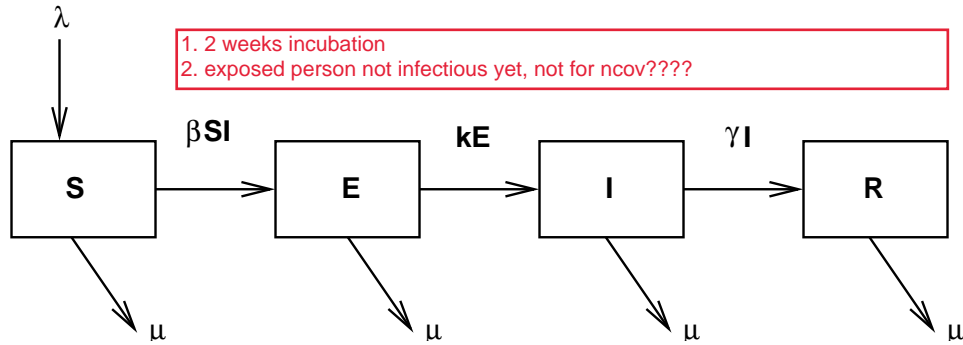 λ
1. 2 weeks incubation
2. exposed person not infectious yet, not for ncov????
βSI kE γI
S E I R
μ μ μ μ